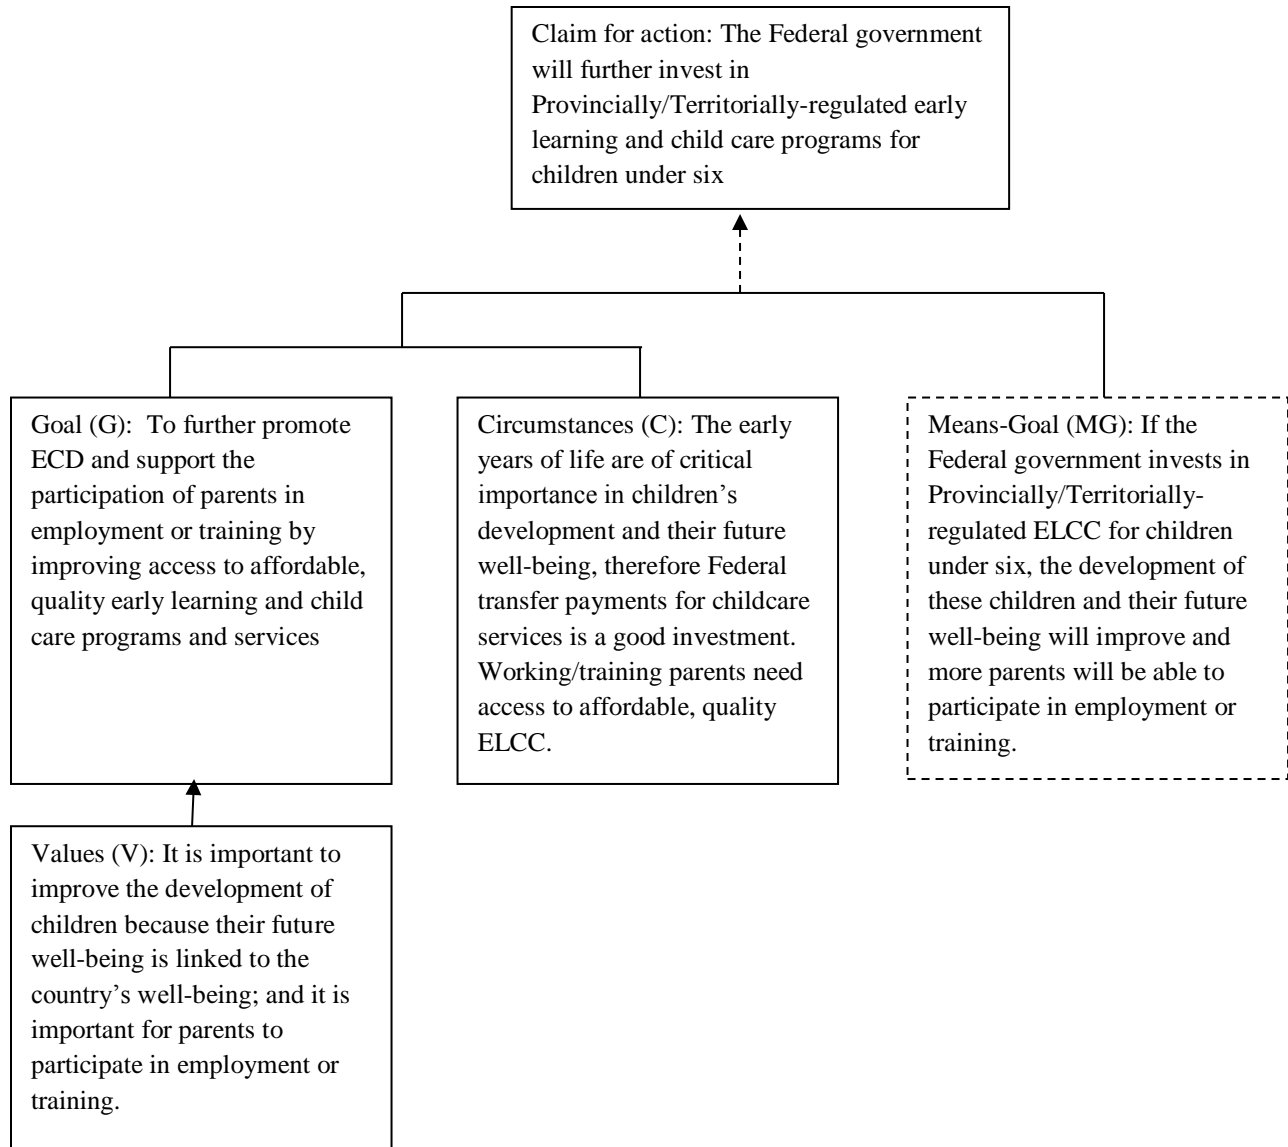 Claim for action: The Federal government
will further invest in
Provincially/Territorially-regulated early
learning and child care programs for
children under six
Goal (G):  To further promote
ECD and support the
participation of parents in
employment or training by
improving access to affordable,
quality early learning and child
care programs and services
Circumstances (C): The early
years of life are of critical
importance in children’s
development and their future
well-being, therefore Federal
transfer payments for childcare
services is a good investment.
Working/training parents need
access to affordable, quality
ELCC.
Means-Goal (MG): If the
Federal government invests in
Provincially/Territorially-
regulated ELCC for children
under six, the development of
these children and their future
well-being will improve and
more parents will be able to
participate in employment or
training.
Values (V): It is important to
improve the development of
children because their future
well-being is linked to the
country’s well-being; and it is
important for parents to
participate in employment or
training.